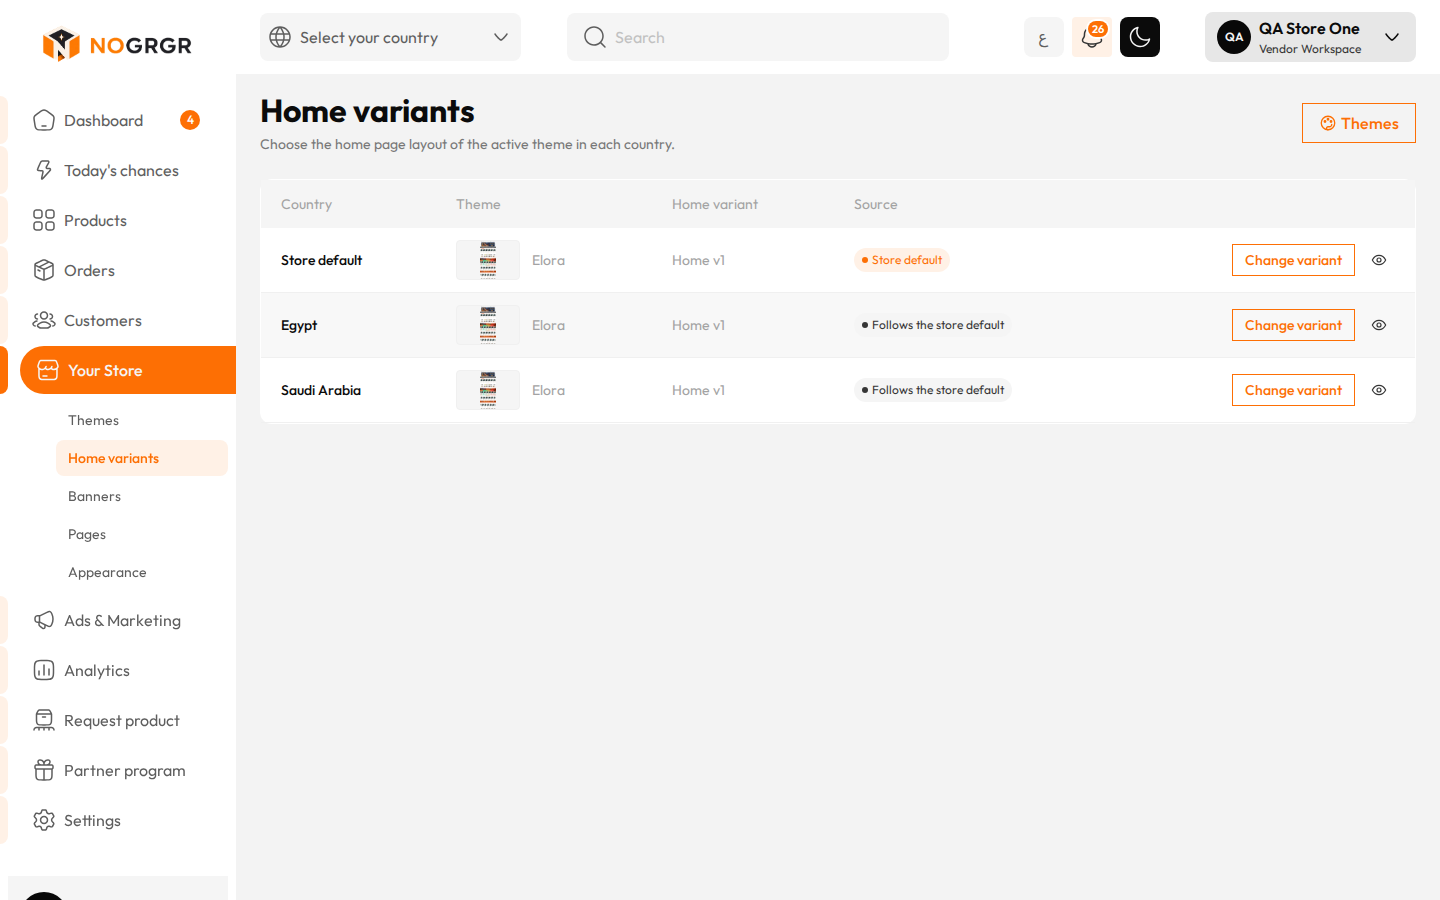 NOGRGR
Select your country
Search
ع
26
QA
QA Store One
Vendor Workspace
Dashboard
4
Today's chances
Products
Orders
Customers
Your Store
Themes
Home variants
Banners
Pages
Appearance
Ads & Marketing
Analytics
Request product
Partner program
Settings
Home variants
Choose the home page layout of the active theme in each country.
Themes
Country Theme Home variant Source
Store default Elora Home v1 Store default Change variant
Egypt Elora Home v1 Follows the store default Change variant
Saudi Arabia Elora Home v1 Follows the store default Change variant